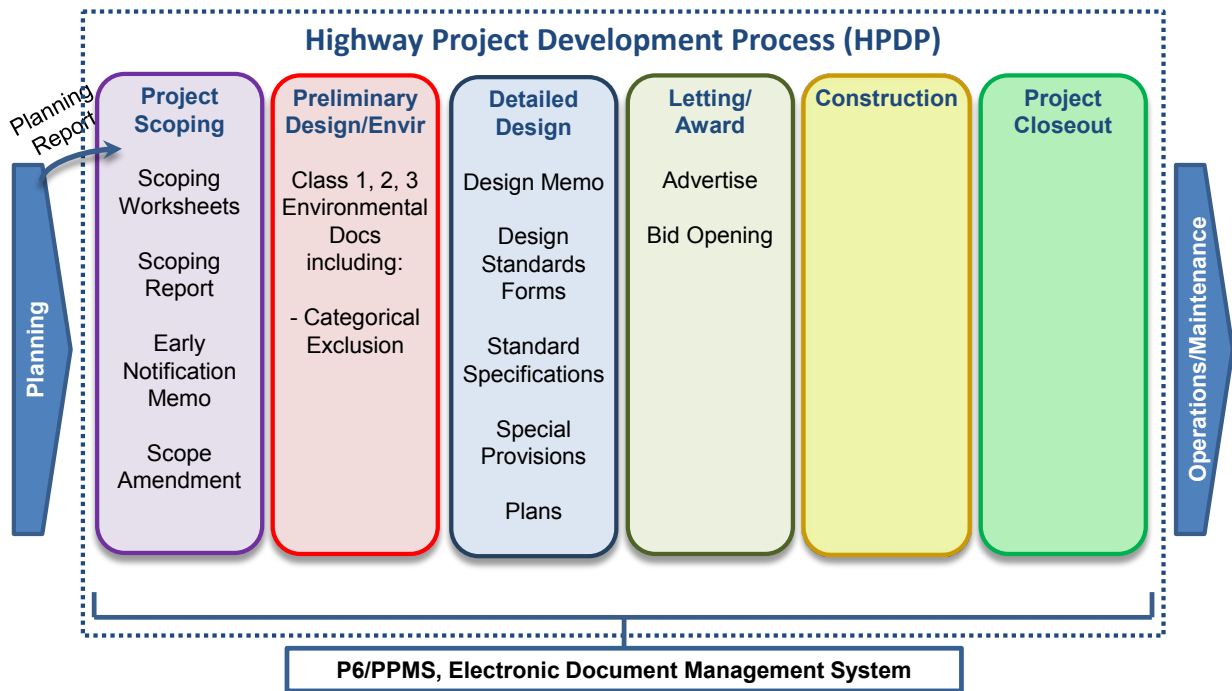 Highway Project Development Process (HPDP)
Planning
Report
Planning
Project
Scoping
Scoping
Worksheets
Scoping
Report
Early
Notification
Memo
Scope
Amendment
Preliminary
Design/Envir
Class 1, 2, 3
Environmental
Docs
including:
- Categorical
Exclusion
Detailed
Design
Design Memo
Design
Standards
Forms
Standard
Specifications
Special
Provisions
Plans
Letting/
Award
Advertise
Bid Opening
Construction
Project
Closeout
Operations/Maintenance
P6/PPMS, Electronic Document Management System